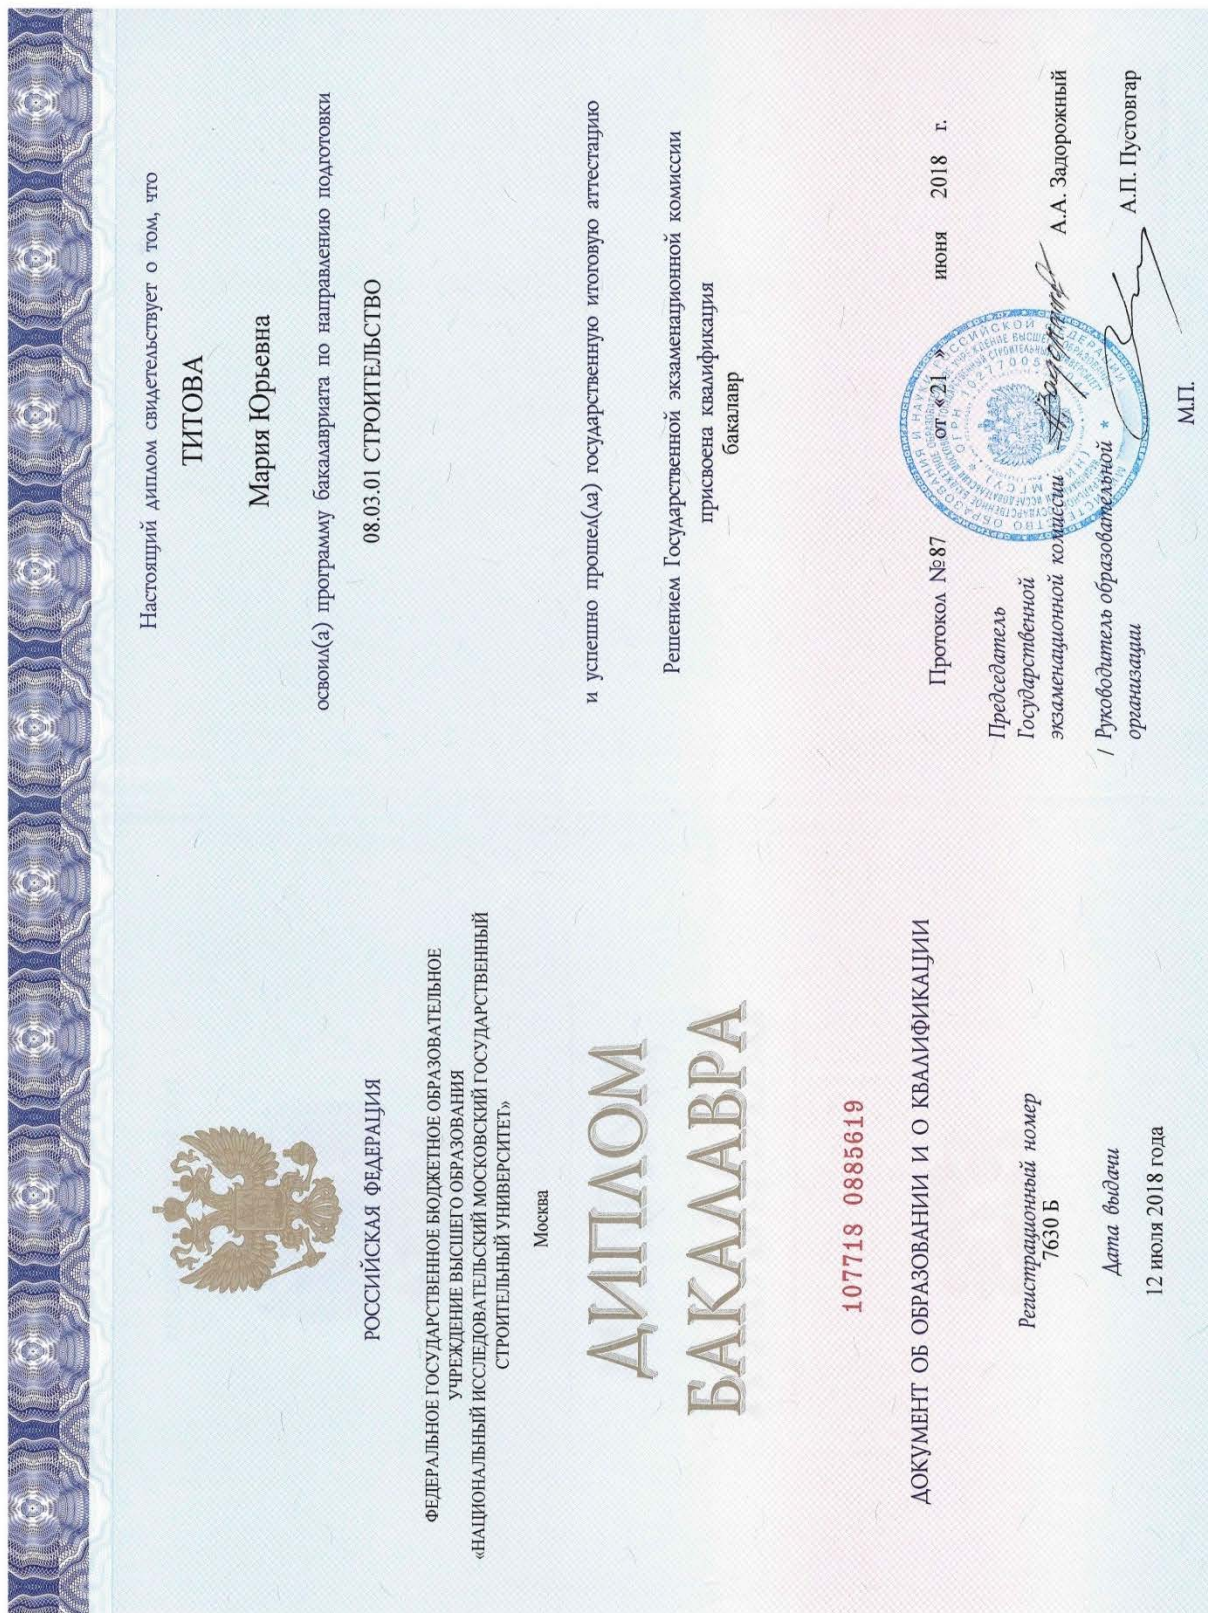 РОССИЙСКАЯ ФЕДЕРАЦИЯ
ФЕДЕРАЛЬНОЕ ГОСУДАРСТВЕННОЕ БЮДЖЕТНОЕ ОБРАЗОВАТЕЛЬНОЕ
УЧРЕЖДЕНИЕ ВЫСШЕГО ОБРАЗОВАНИЯ
«НАЦИОНАЛЬНЫЙ ИССЛЕДОВАТЕЛЬСКИЙ МОСКОВСКИЙ ГОСУДАРСТВЕННЫЙ
СТРОИТЕЛЬНЫЙ УНИВЕРСИТЕТ»
Москва
ДИПЛОМ
БАКАЛАВРА
107718 0885619
ДОКУМЕНТ ОБ ОБРАЗОВАНИИ И О КВАЛИФИКАЦИИ
Регистрационный номер
7630 Б
Дата выдачи
12 июля 2018 года
Настоящий диплом свидетельствует о том, что
ТИТОВА
Мария Юрьевна
освоил(а) программу бакалавриата по направлению подготовки
08.03.01 СТРОИТЕЛЬСТВО
и успешно прошел(ла) государственную итоговую аттестацию
Решением Государственной экзаменационной комиссии
присвоена квалификация
бакалавр
Протокол №87 от «21 » июня 2018 г.
Председатель
Государственной
экзаменационной комиссии А.А. Задорожный
/ Руководитель образовательной
организации А.П. Пустовгар
М.П.